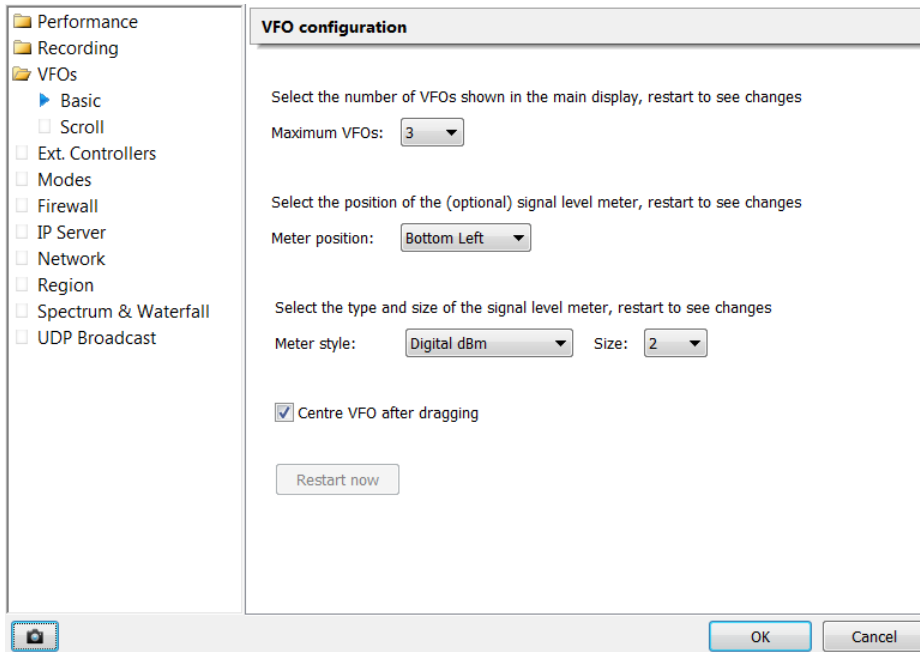 Performance
Recording
VFOs
Basic
Scroll
Ext. Controllers
Modes
Firewall
IP Server
Network
Region
Spectrum & Waterfall
UDP Broadcast
VFO configuration
Select the number of VFOs shown in the main display, restart to see changes
Maximum VFOs: 3
Select the position of the (optional) signal level meter, restart to see changes
Meter position: Bottom Left
Select the type and size of the signal level meter, restart to see changes
Meter style: Digital dBm Size: 2
Centre VFO after dragging
Restart now
OK Cancel